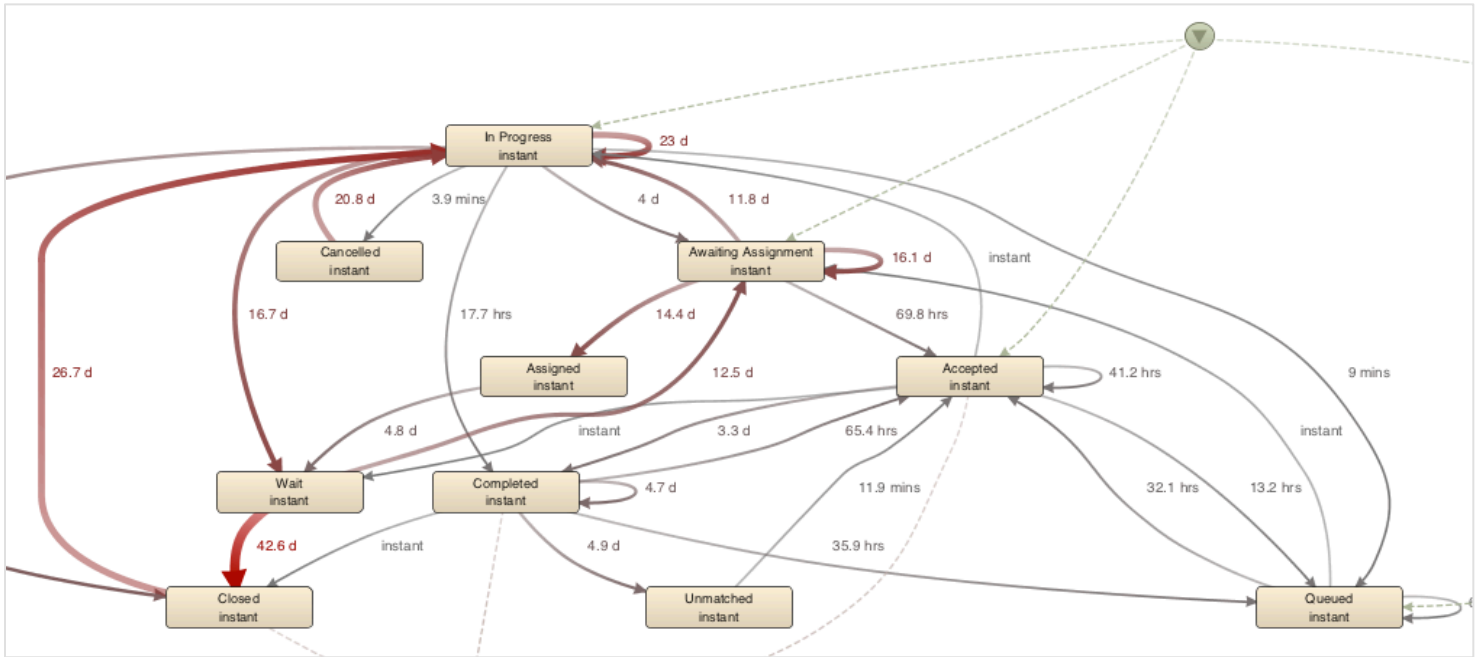 In Progress
instant
23 d
20.8 d
3.9 mins
4 d
11.8 d
Cancelled
instant
Awaiting Assignment
instant
16.1 d
instant
16.7 d
17.7 hrs
14.4 d
69.8 hrs
26.7 d
Assigned
instant
12.5 d
Accepted
instant
41.2 hrs
9 mins
4.8 d
instant
3.3 d
65.4 hrs
instant
Wait
instant
Completed
instant
4.7 d
11.9 mins
32.1 hrs
13.2 hrs
42.6 d
instant
4.9 d
35.9 hrs
Closed
instant
Unmatched
instant
Queued
instant